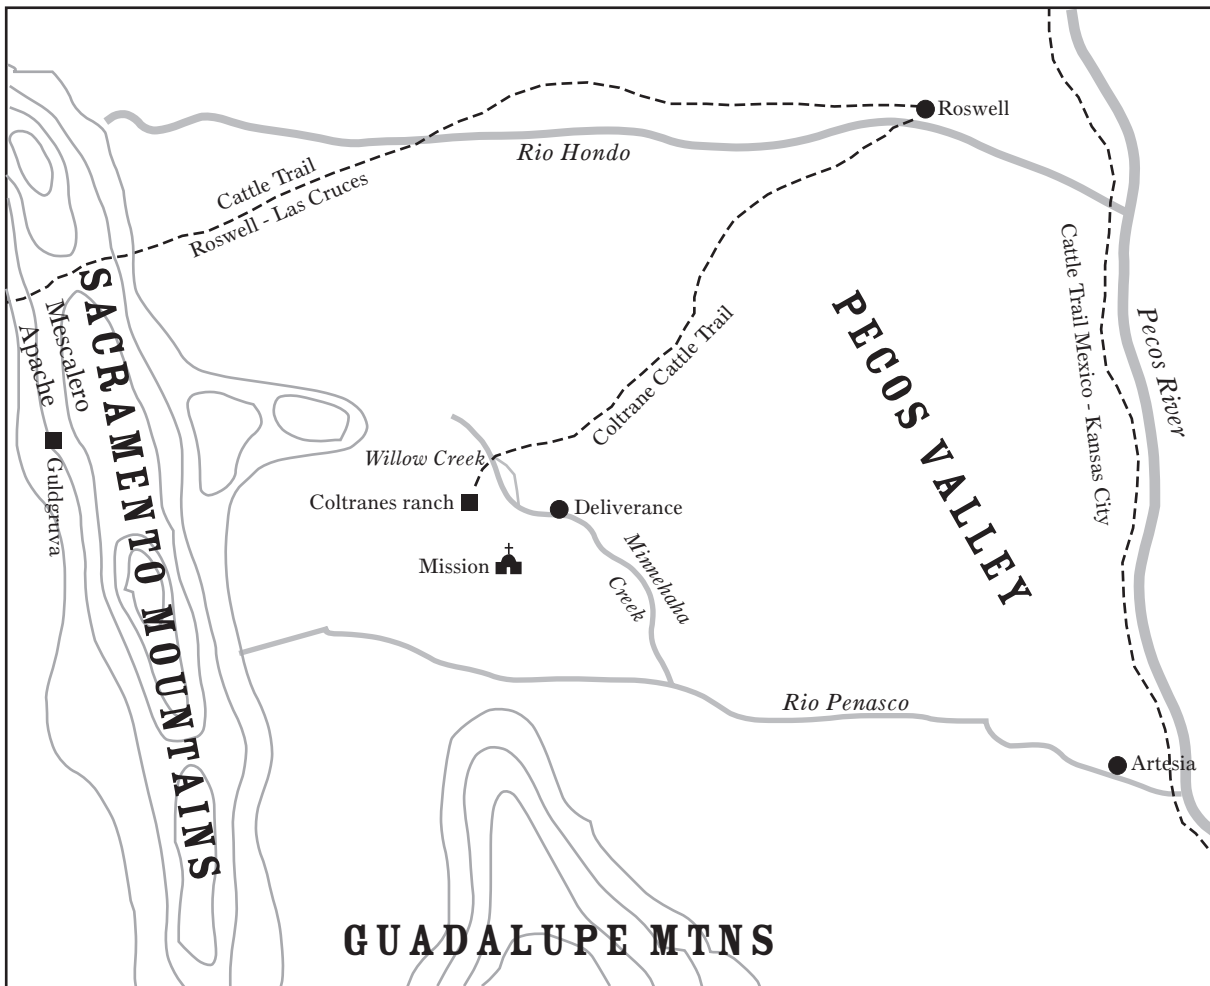 Roswell
Rio Hondo
Cattle Trail
Roswell - Las Cruces
SACRAMENTO MOUNTAINS
Mescalero
Apache
Guldgruva
Coltrane Cattle Trail
PECOS VALLEY
Cattle Trail Mexico - Kansas City
Pecos River
Willow Creek
Coltranes ranch
Deliverance
Mission
Minnehaha
Creek
Rio Penasco
Artesia
GUADALUPE MTNS